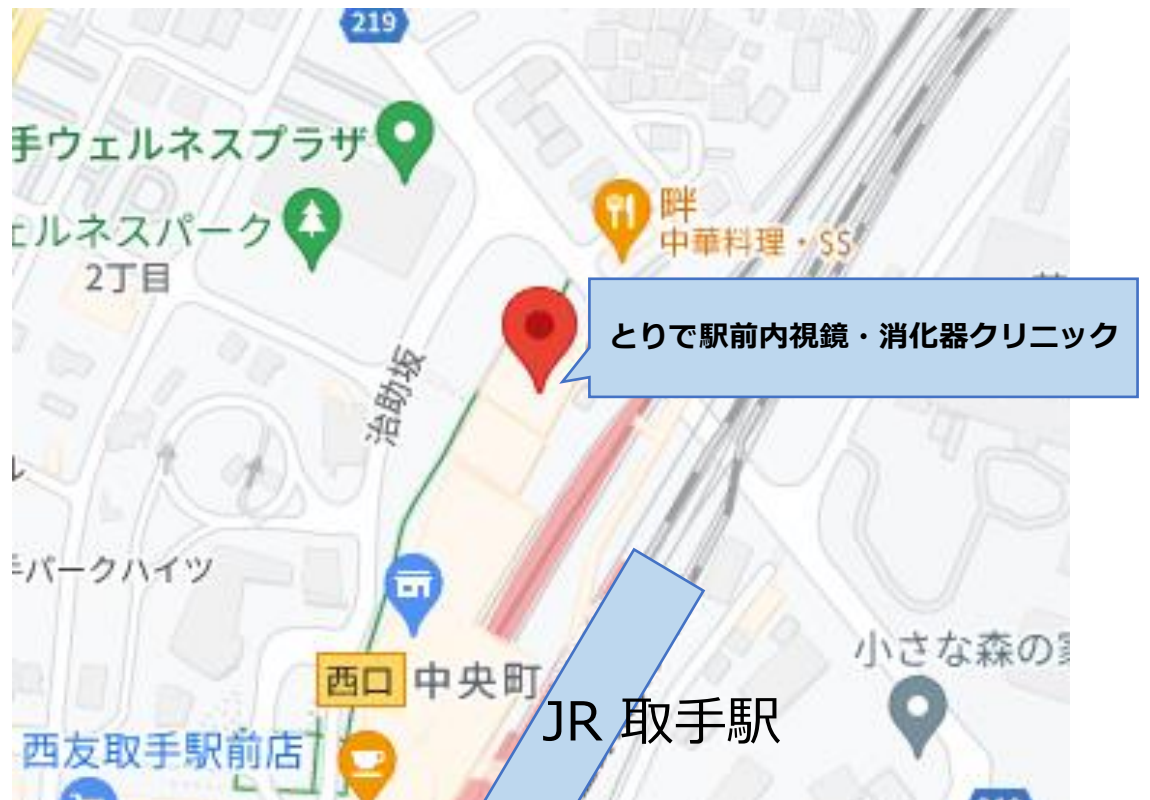 219
手ウェルネスプラザ
ェルネスパーク
2丁目
畔
中華料理・SS
とりで駅前内視鏡・消化器クリニック
治助坂
パークハイツ
西口
中央町
JR 取手駅
小さな森の
西友取手駅前店